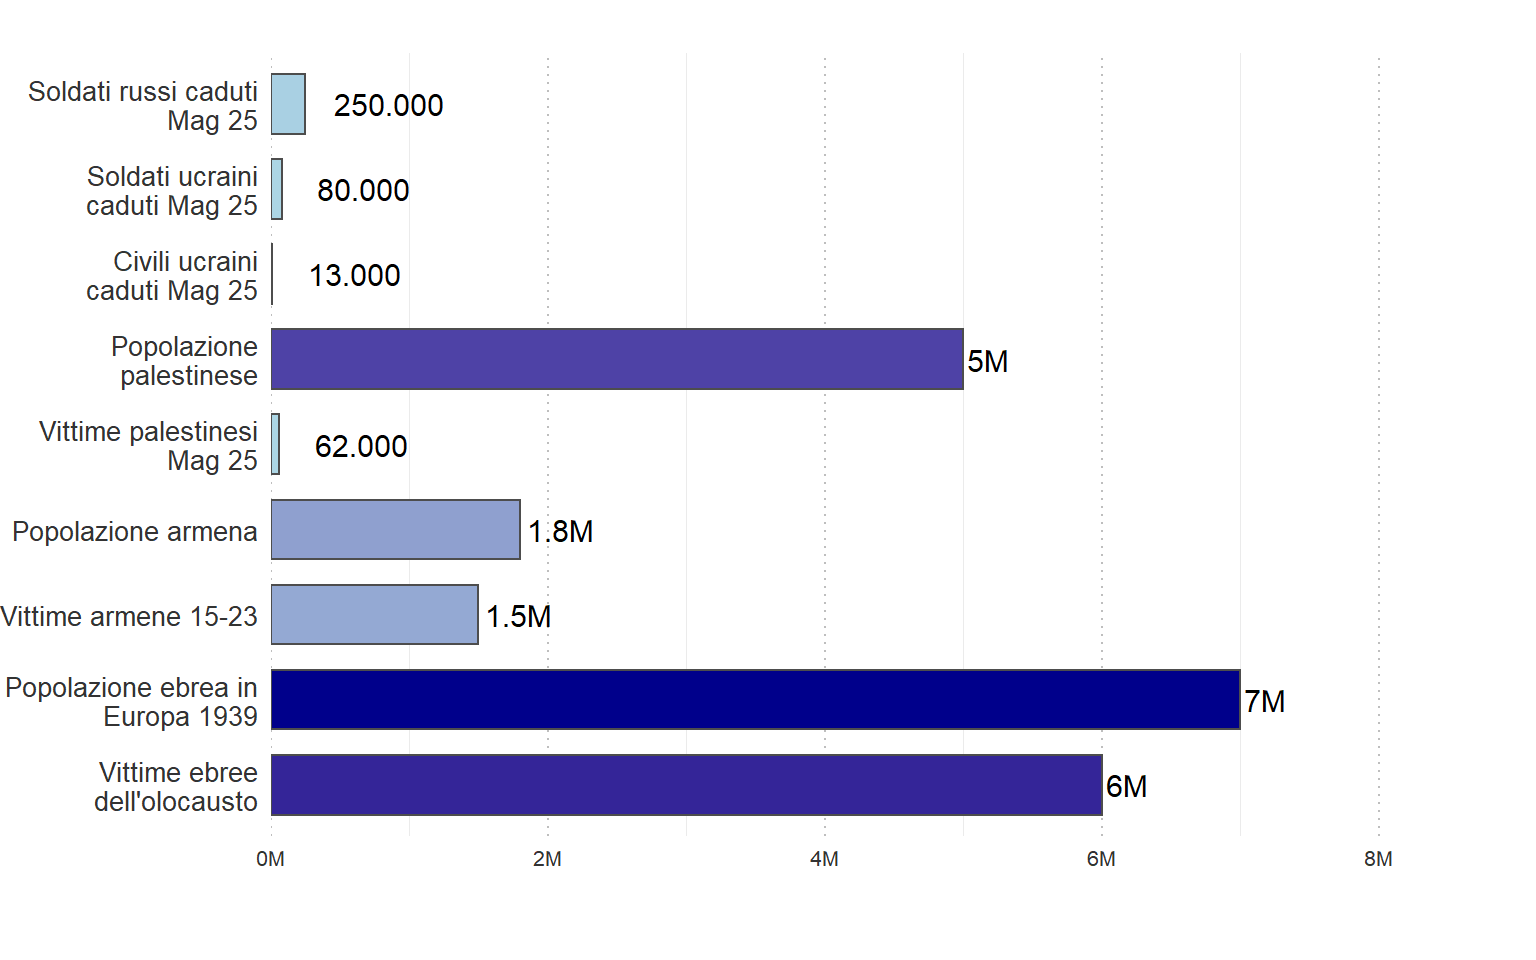 Soldati russi caduti
Mag 25
250.000
Soldati ucraini
caduti Mag 25
80.000
Civili ucraini
caduti Mag 25
13.000
Popolazione
palestinese
5M
Vittime palestinesi
Mag 25
62.000
Popolazione armena
1.8M
Vittime armene 15-23
1.5M
Popolazione ebrea in
Europa 1939
7M
Vittime ebree
dell'olocausto
6M
0M 2M 4M 6M 8M